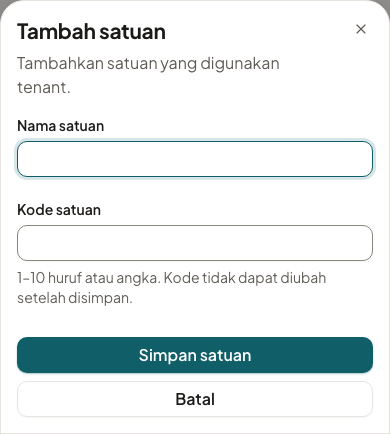 Tambah satuan
Tambahkan satuan yang digunakan
tenant.
Nama satuan
Kode satuan
1–10 huruf atau angka. Kode tidak dapat diubah
setelah disimpan.
Simpan satuan
Batal